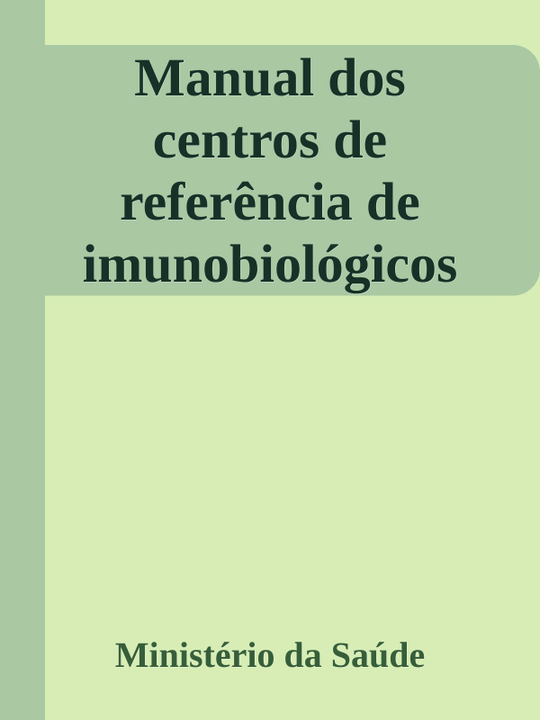 Manual dos
centros de
referência de
imunobiológicos
Ministério da Saúde